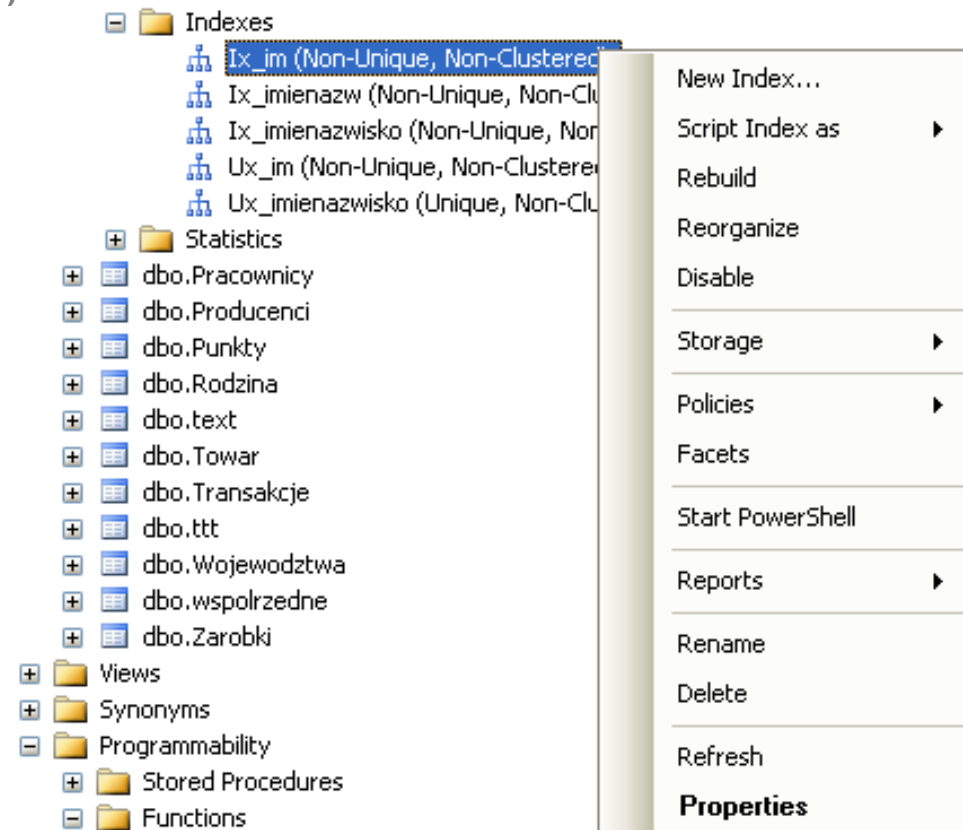 )
Indexes
Ix_im (Non-Unique, Non-Clustered)
Ix_imienazw (Non-Unique, Non-Cl
Ix_imienazwisko (Non-Unique, Nor
Ux_im (Non-Unique, Non-Clustere
Ux_imienazwisko (Unique, Non-Clu
Statistics
dbo.Pracownicy
dbo.Producenci
dbo.Punkty
dbo.Rodzina
dbo.text
dbo.Towar
dbo.Transakcje
dbo.ttt
dbo.Wojewodztwa
dbo.wspolrzedne
dbo.Zarobki
Views
Synonyms
Programmability
Stored Procedures
Functions
New Index...
Script Index as
Rebuild
Reorganize
Disable
Storage
Policies
Facets
Start PowerShell
Reports
Rename
Delete
Refresh
Properties